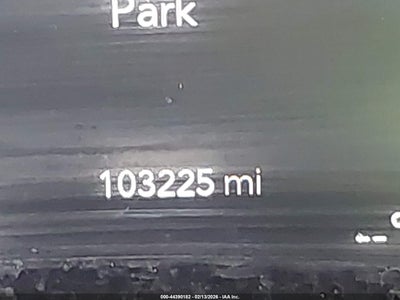 Park
103225 mi
000-44390182 - 02/13/2026 - IAA Inc.